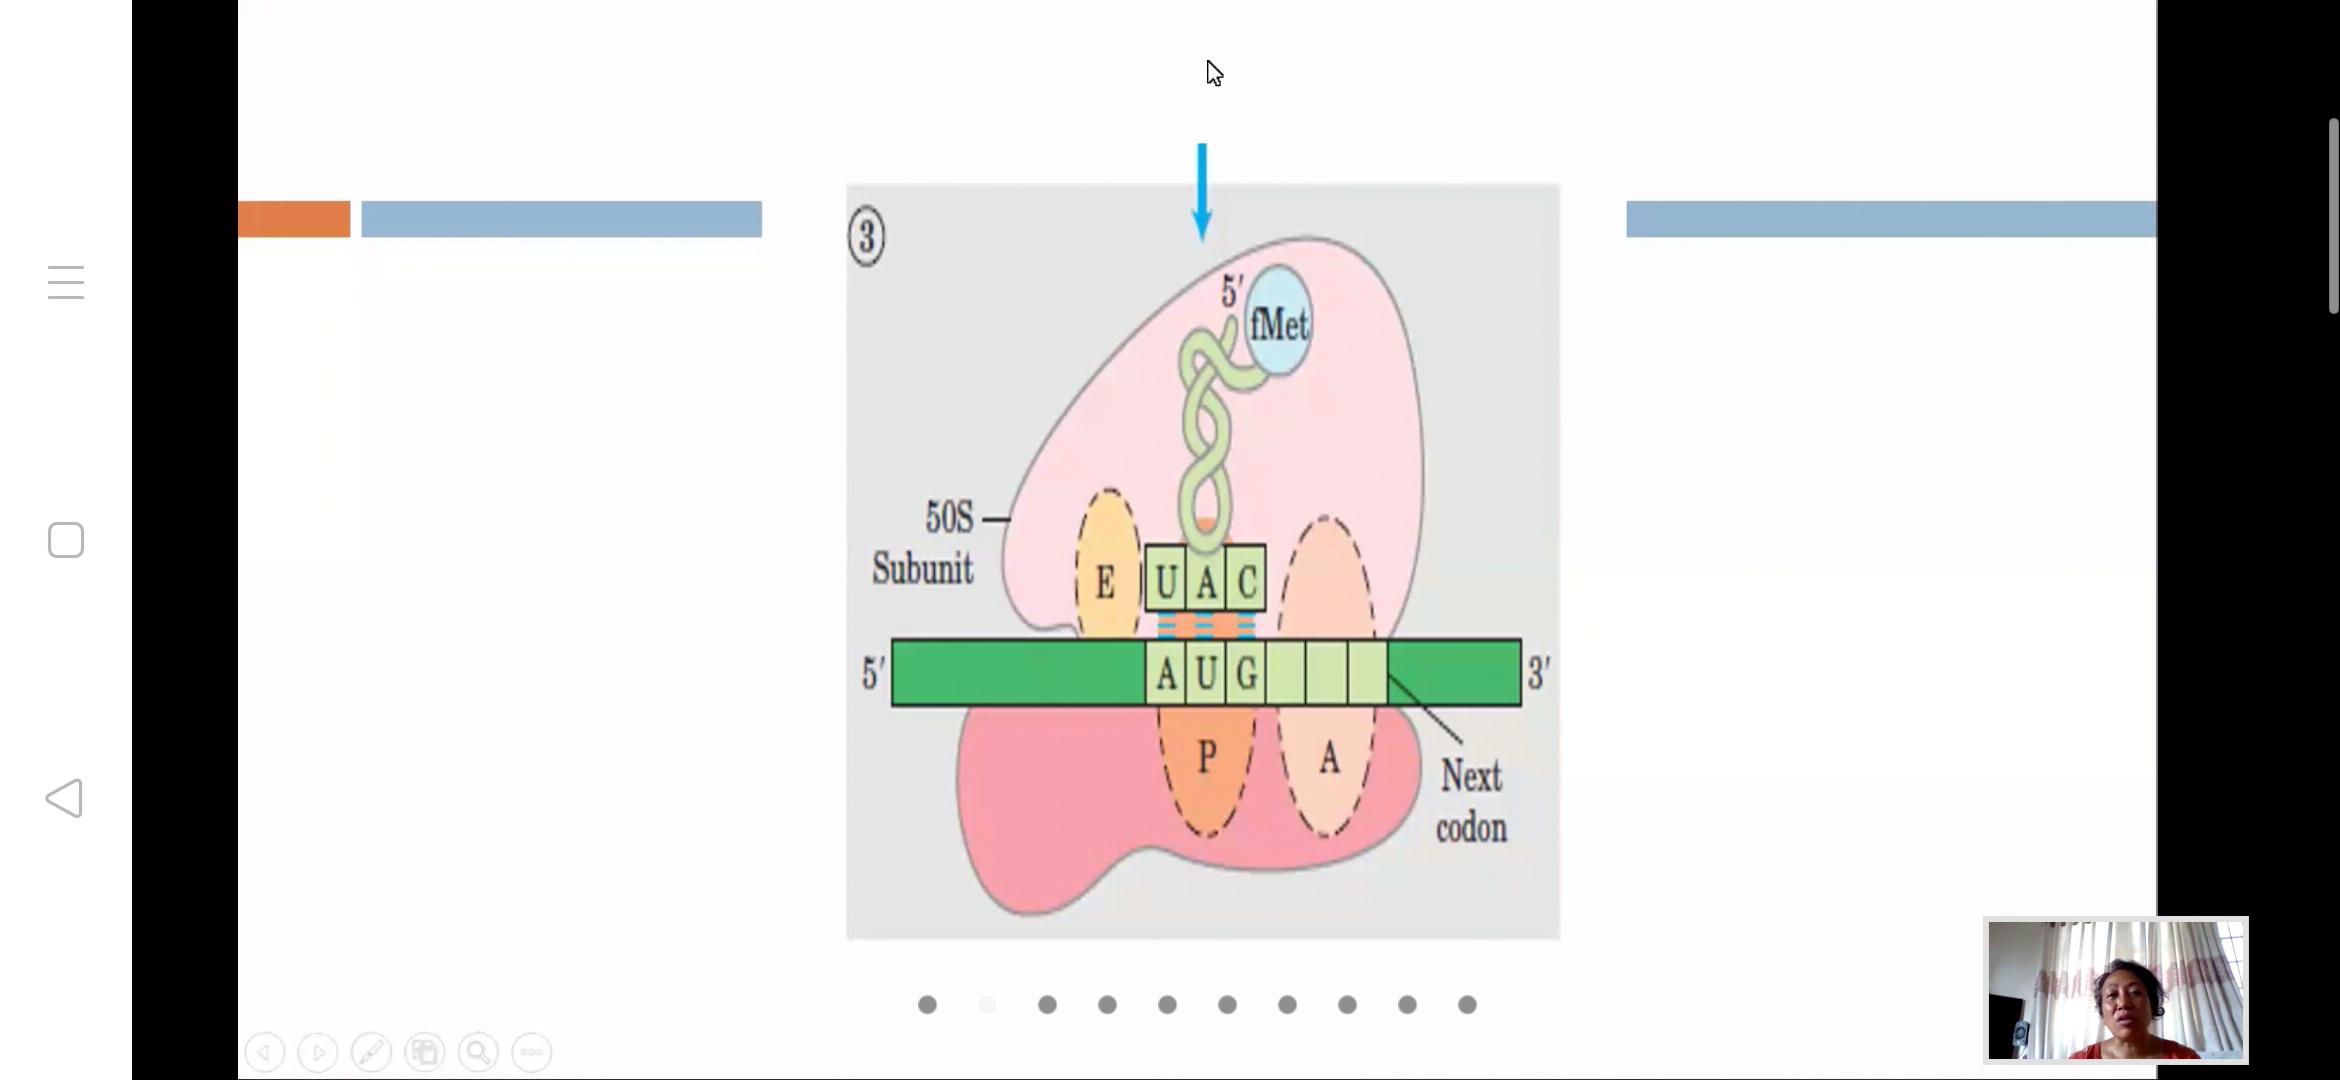 3
5′
fMet
50S
Subunit
E
U A C
5′
A U G
3′
P
A
Next
codon